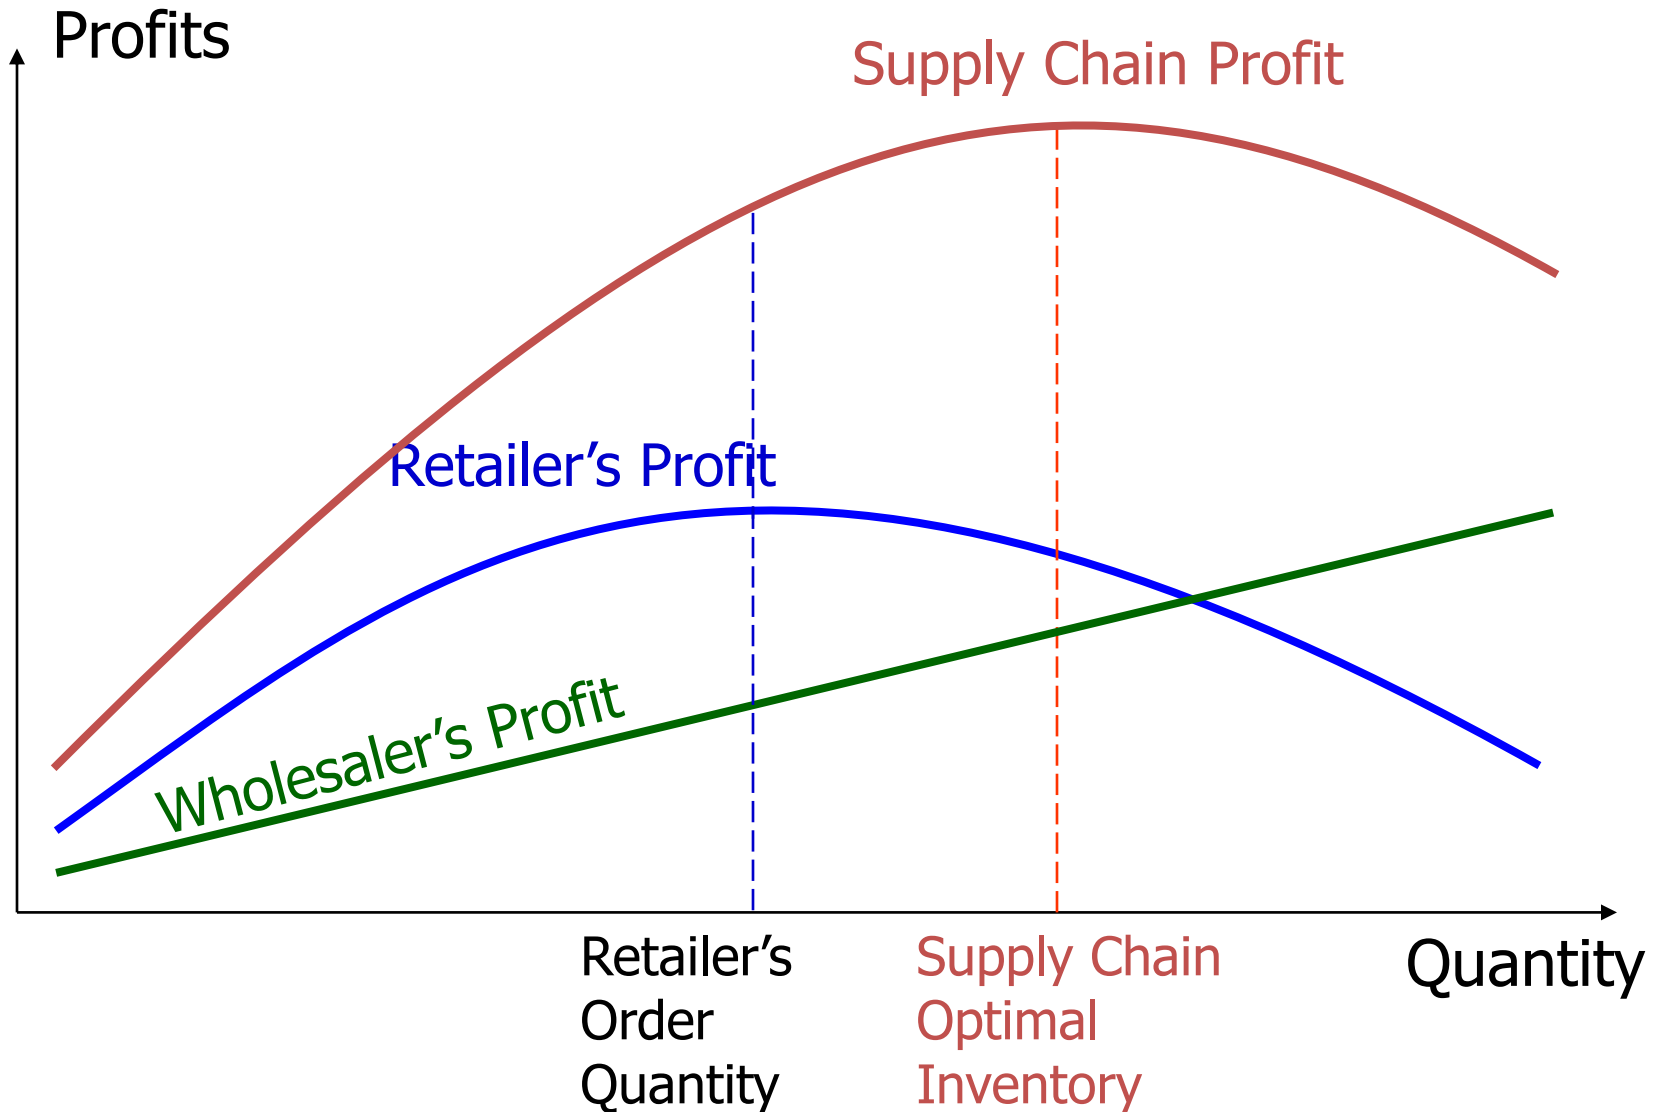 Profits
Supply Chain Profit
Retailer’s Profit
Wholesaler’s Profit
Retailer’s
Order
Quantity
Supply Chain
Optimal
Inventory
Quantity